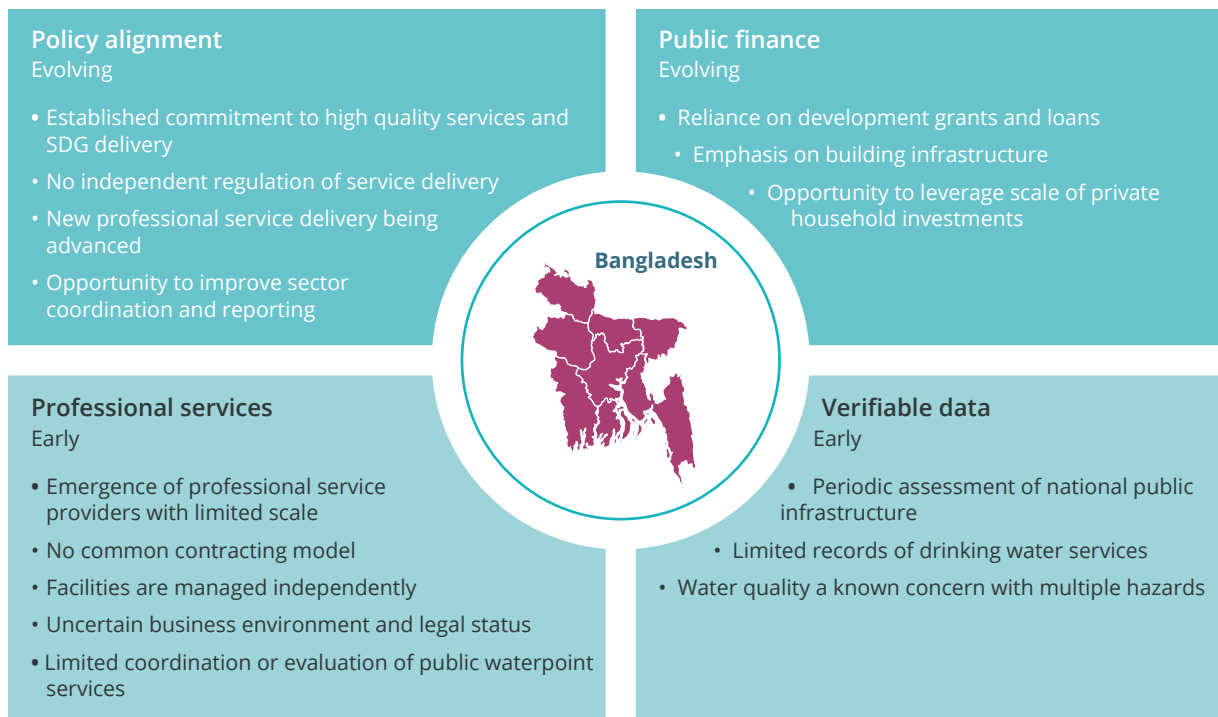 Policy alignment
Evolving
• Established commitment to high quality services and
SDG delivery
• No independent regulation of service delivery
• New professional service delivery being
advanced
• Opportunity to improve sector
coordination and reporting
Public finance
Evolving
• Reliance on development grants and loans
• Emphasis on building infrastructure
• Opportunity to leverage scale of private
household investments
Bangladesh
Professional services
Early
• Emergence of professional service
providers with limited scale
• No common contracting model
• Facilities are managed independently
• Uncertain business environment and legal status
• Limited coordination or evaluation of public waterpoint
services
Verifiable data
Early
• Periodic assessment of national public
infrastructure
• Limited records of drinking water services
• Water quality a known concern with multiple hazards